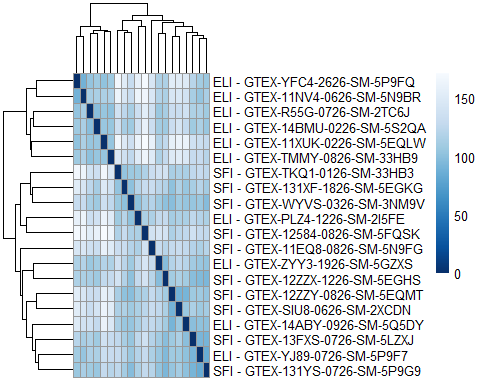 ELI - GTEX-YFC4-2626-SM-5P9FQ
ELI - GTEX-11NV4-0626-SM-5N9BR
ELI - GTEX-R55G-0726-SM-2TC6J
ELI - GTEX-14BMU-0226-SM-5S2QA
ELI - GTEX-11XUK-0226-SM-5EQLW
ELI - GTEX-TMMY-0826-SM-33HB9
SFI - GTEX-TKQ1-0126-SM-33HB3
SFI - GTEX-131XF-1826-SM-5EGKG
SFI - GTEX-WYVS-0326-SM-3NM9V
ELI - GTEX-PLZ4-1226-SM-2I5FE
SFI - GTEX-12584-0826-SM-5FQSK
SFI - GTEX-11EQ8-0826-SM-5N9FG
ELI - GTEX-ZYY3-1926-SM-5GZXS
SFI - GTEX-12ZZX-1226-SM-5EGHS
SFI - GTEX-12ZZY-0826-SM-5EQMT
SFI - GTEX-SIU8-0626-SM-2XCDN
ELI - GTEX-14ABY-0926-SM-5Q5DY
SFI - GTEX-13FXS-0726-SM-5LZXJ
ELI - GTEX-YJ89-0726-SM-5P9F7
SFI - GTEX-131YS-0726-SM-5P9G9
150
100
50
0